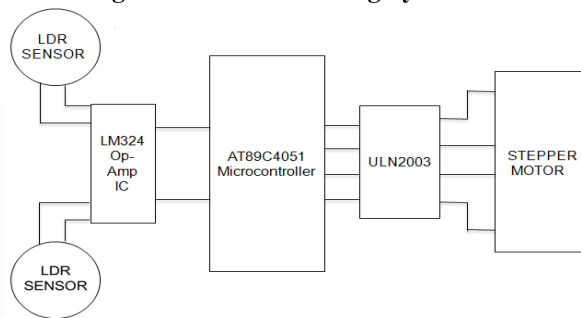 LDR
SENSOR
LM324
Op-
Amp
IC
AT89C4051
Microcontroller
ULN2003
STEPPER
MOTOR
LDR
SENSOR